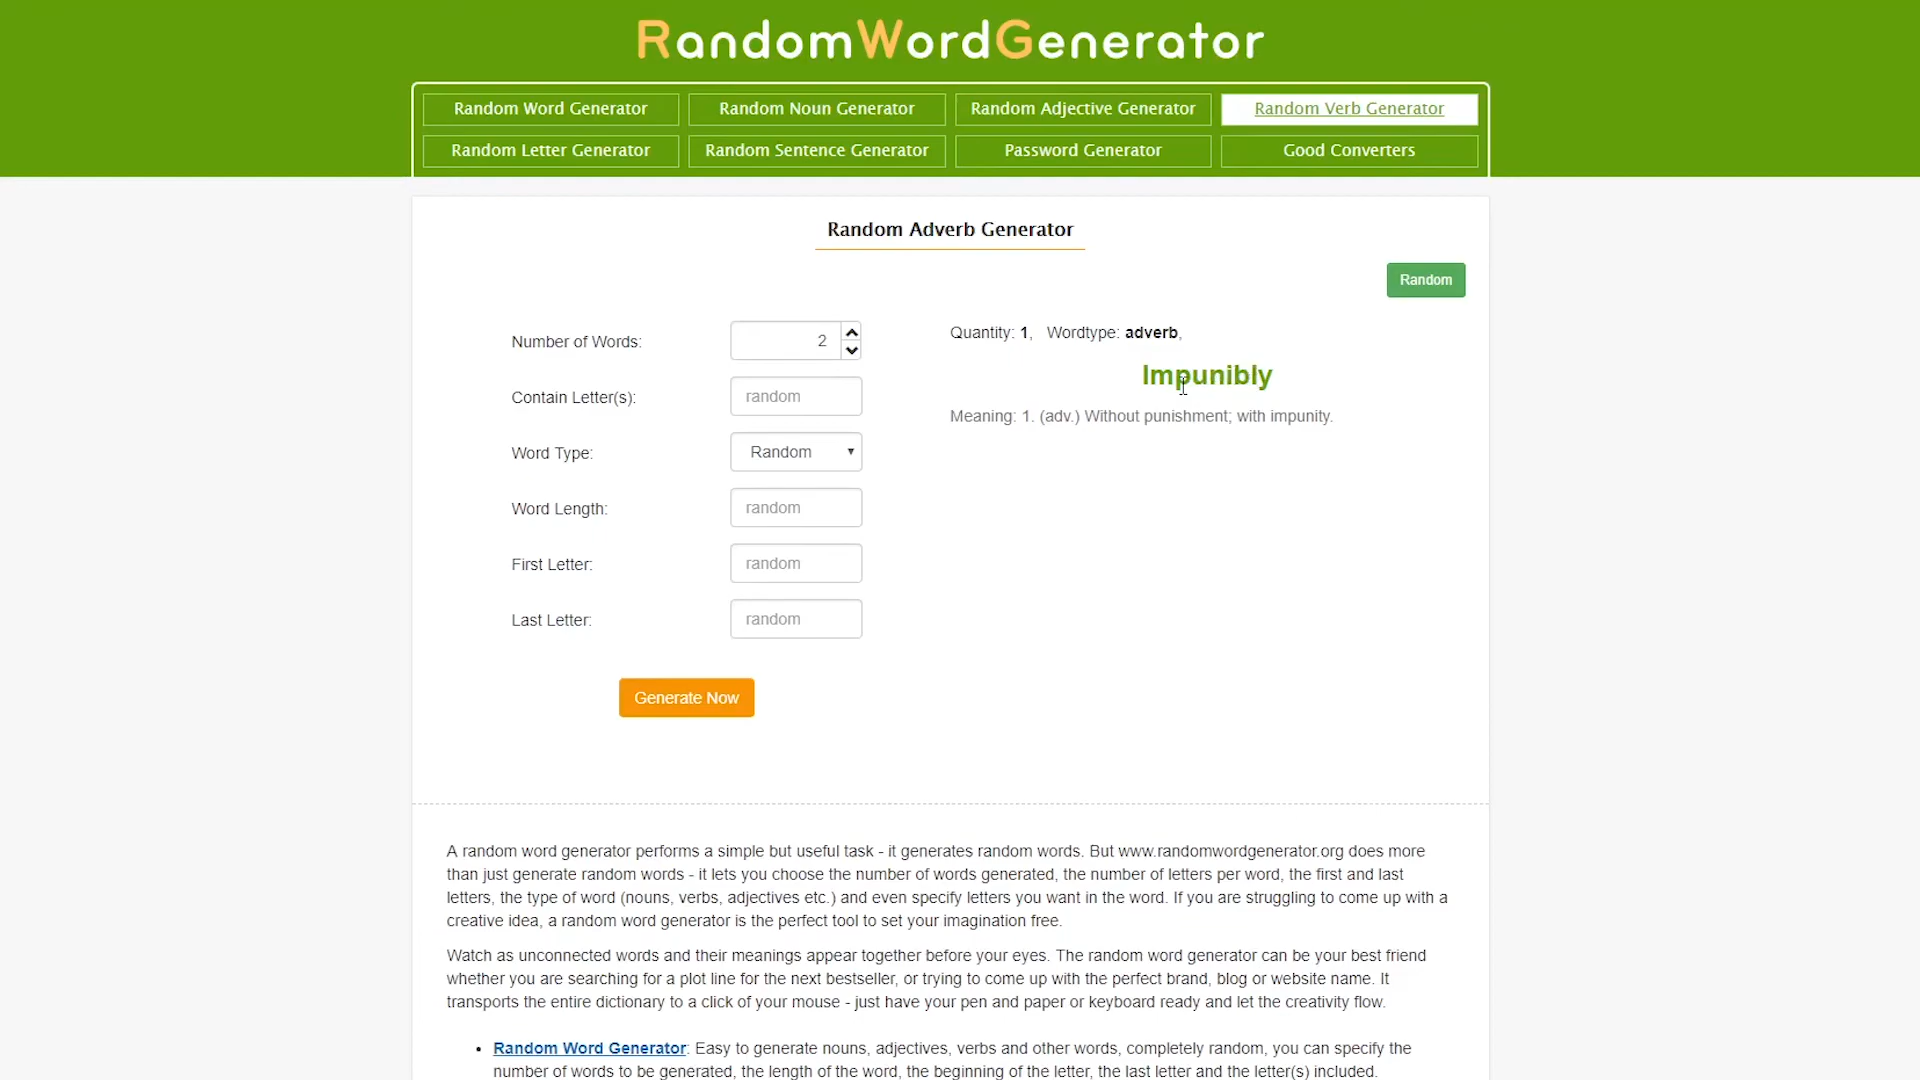 RandomWordGenerator
Random Word Generator
Random Noun Generator
Random Adjective Generator
Random Verb Generator
Random Letter Generator
Random Sentence Generator
Password Generator
Good Converters
Random Adverb Generator
Random
Number of Words: 2
Contain Letter(s): random
Word Type: Random
Word Length: random
First Letter: random
Last Letter: random
Generate Now
Quantity: 1, Wordtype: adverb,
Impunibly
Meaning: 1. (adv.) Without punishment; with impunity.
A random word generator performs a simple but useful task - it generates random words. But www.randomwordgenerator.org does more
than just generate random words - it lets you choose the number of words generated, the number of letters per word, the first and last
letters, the type of word (nouns, verbs, adjectives etc.) and even specify letters you want in the word. If you are struggling to come up with a
creative idea, a random word generator is the perfect tool to set your imagination free.
Watch as unconnected words and their meanings appear together before your eyes. The random word generator can be your best friend
whether you are searching for a plot line for the next bestseller, or trying to come up with the perfect brand, blog or website name. It
transports the entire dictionary to a click of your mouse - just have your pen and paper or keyboard ready and let the creativity flow.
• Random Word Generator: Easy to generate nouns, adjectives, verbs and other words, completely random, you can specify the
number of words to be generated, the length of the word, the beginning of the letter, the last letter and the letter(s) included.